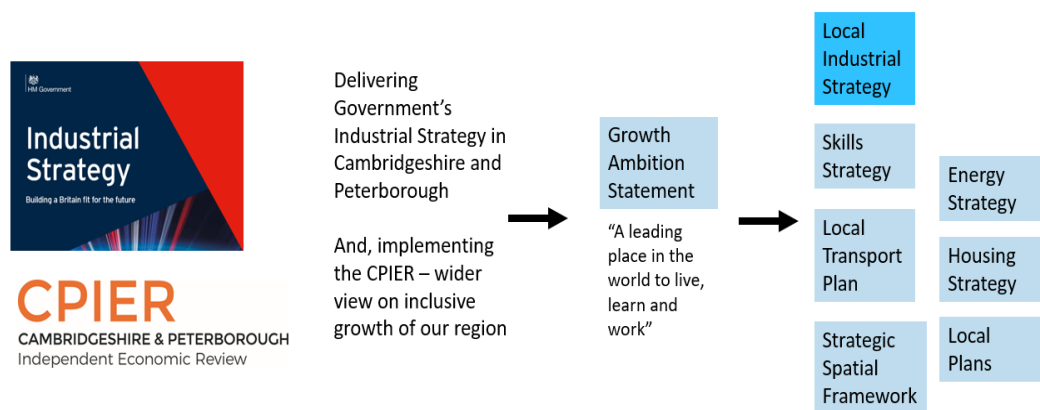 HM Government
Industrial
Strategy
Building a Britain fit for the future
CPIER
CAMBRIDGESHIRE & PETERBOROUGH
Independent Economic Review
Delivering
Government’s
Industrial Strategy in
Cambridgeshire and
Peterborough
And, implementing
the CPIER – wider
view on inclusive
growth of our region
Growth
Ambition
Statement
“A leading
place in the
world to live,
learn and
work”
Local
Industrial
Strategy
Skills
Strategy
Local
Transport
Plan
Strategic
Spatial
Framework
Energy
Strategy
Housing
Strategy
Local
Plans